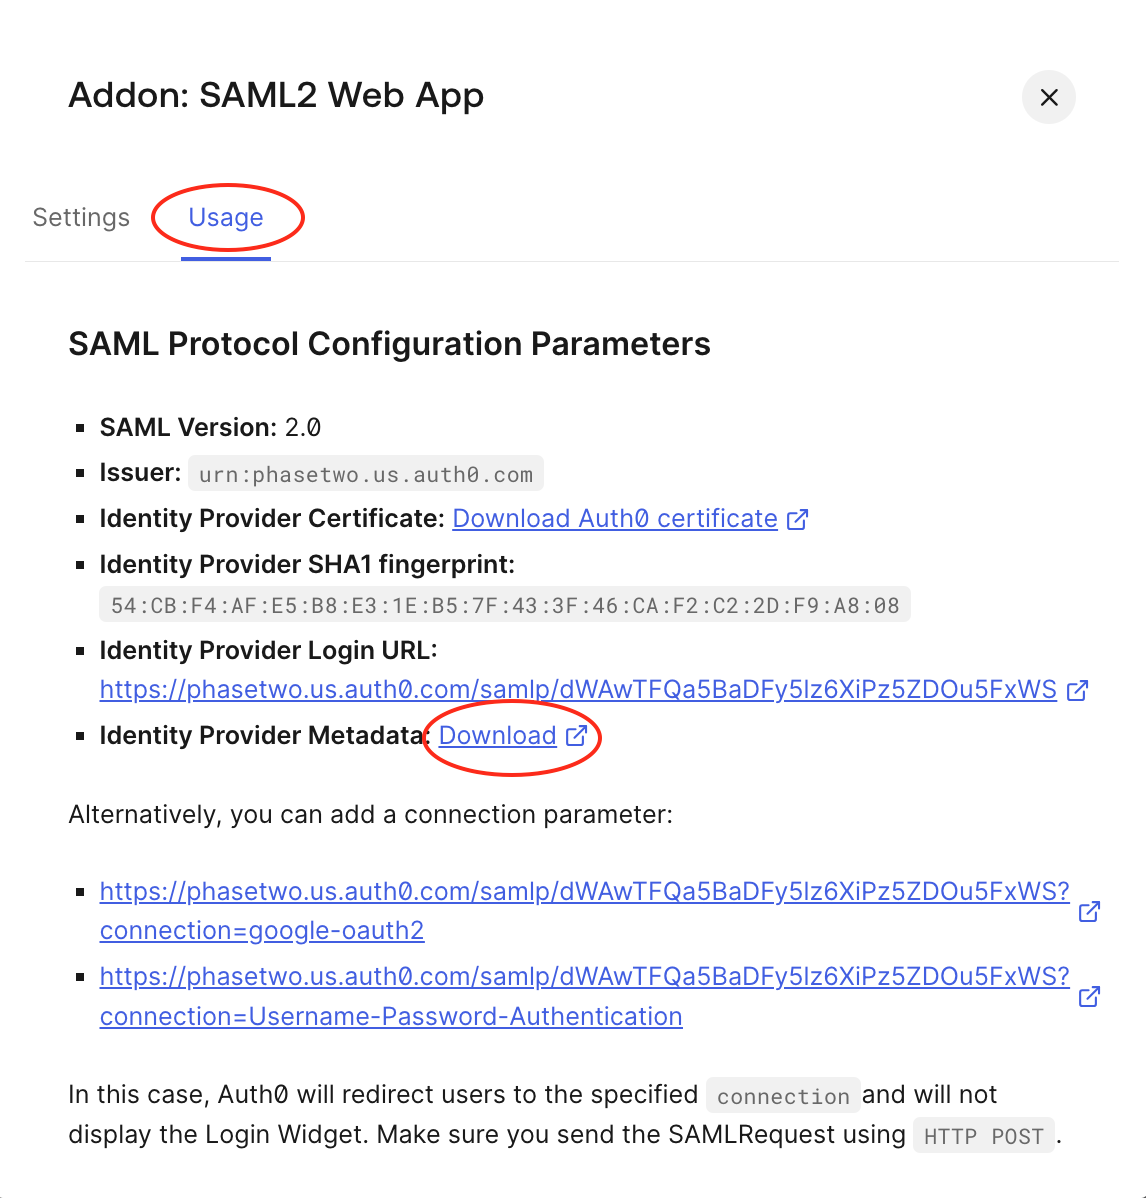 Addon: SAML2 Web App
Settings
Usage
SAML Protocol Configuration Parameters
SAML Version: 2.0
Issuer: urn:phasetwo.us.auth0.com
Identity Provider Certificate: Download Auth0 certificate
Identity Provider SHA1 fingerprint:
54:CB:F4:AF:E5:B8:E3:1E:B5:7F:43:3F:46:CA:F2:C2:2D:F9:A8:08
Identity Provider Login URL:
https://phasetwo.us.auth0.com/samlp/dWAwTFQa5BaDFy5lz6XiPz5ZDOu5FxWS
Identity Provider Metadata: Download
Alternatively, you can add a connection parameter:
https://phasetwo.us.auth0.com/samlp/dWAwTFQa5BaDFy5lz6XiPz5ZDOu5FxWS?
connection=google-oauth2
https://phasetwo.us.auth0.com/samlp/dWAwTFQa5BaDFy5lz6XiPz5ZDOu5FxWS?
connection=Username-Password-Authentication
In this case, Auth0 will redirect users to the specified connection and will not
display the Login Widget. Make sure you send the SAMLRequest using HTTP POST.